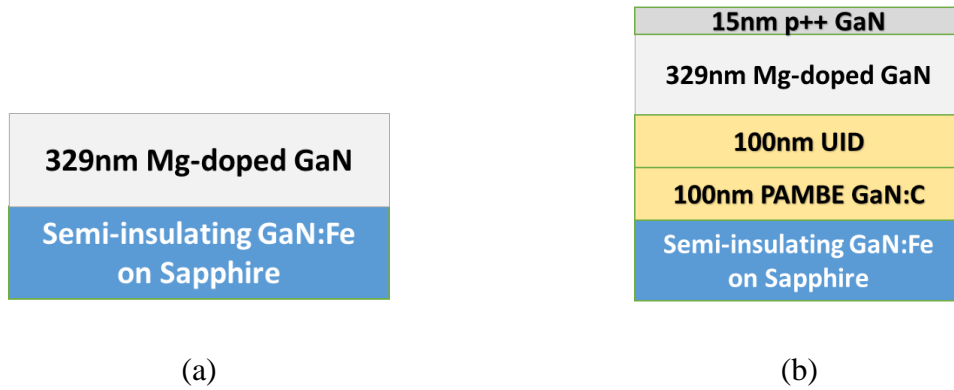 329nm Mg-doped GaN
Semi-insulating GaN:Fe
on Sapphire
(a)
15nm p++ GaN
329nm Mg-doped GaN
100nm UID
100nm PAMBE GaN:C
Semi-insulating GaN:Fe
on Sapphire
(b)